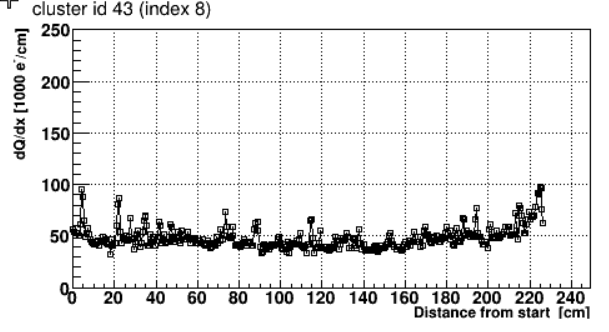 cluster id 43 (index 8)
dQ/dx [1000 e⁻/cm]
250
200
150
100
50
0
0 20 40 60 80 100 120 140 160 180 200 220 240
Distance from start [cm]